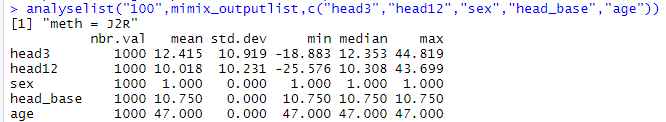 > analyselist("100",mimix_outputlist,c("head3","head12","sex","head_base","age"))
[1] "meth = J2R"
nbr.val mean std.dev min median max
head3 1000 12.415 10.919 -18.883 12.353 44.819
head12 1000 10.018 10.231 -25.576 10.308 43.699
sex 1000 1.000 0.000 1.000 1.000 1.000
head_base 1000 10.750 0.000 10.750 10.750 10.750
age 1000 47.000 0.000 47.000 47.000 47.000